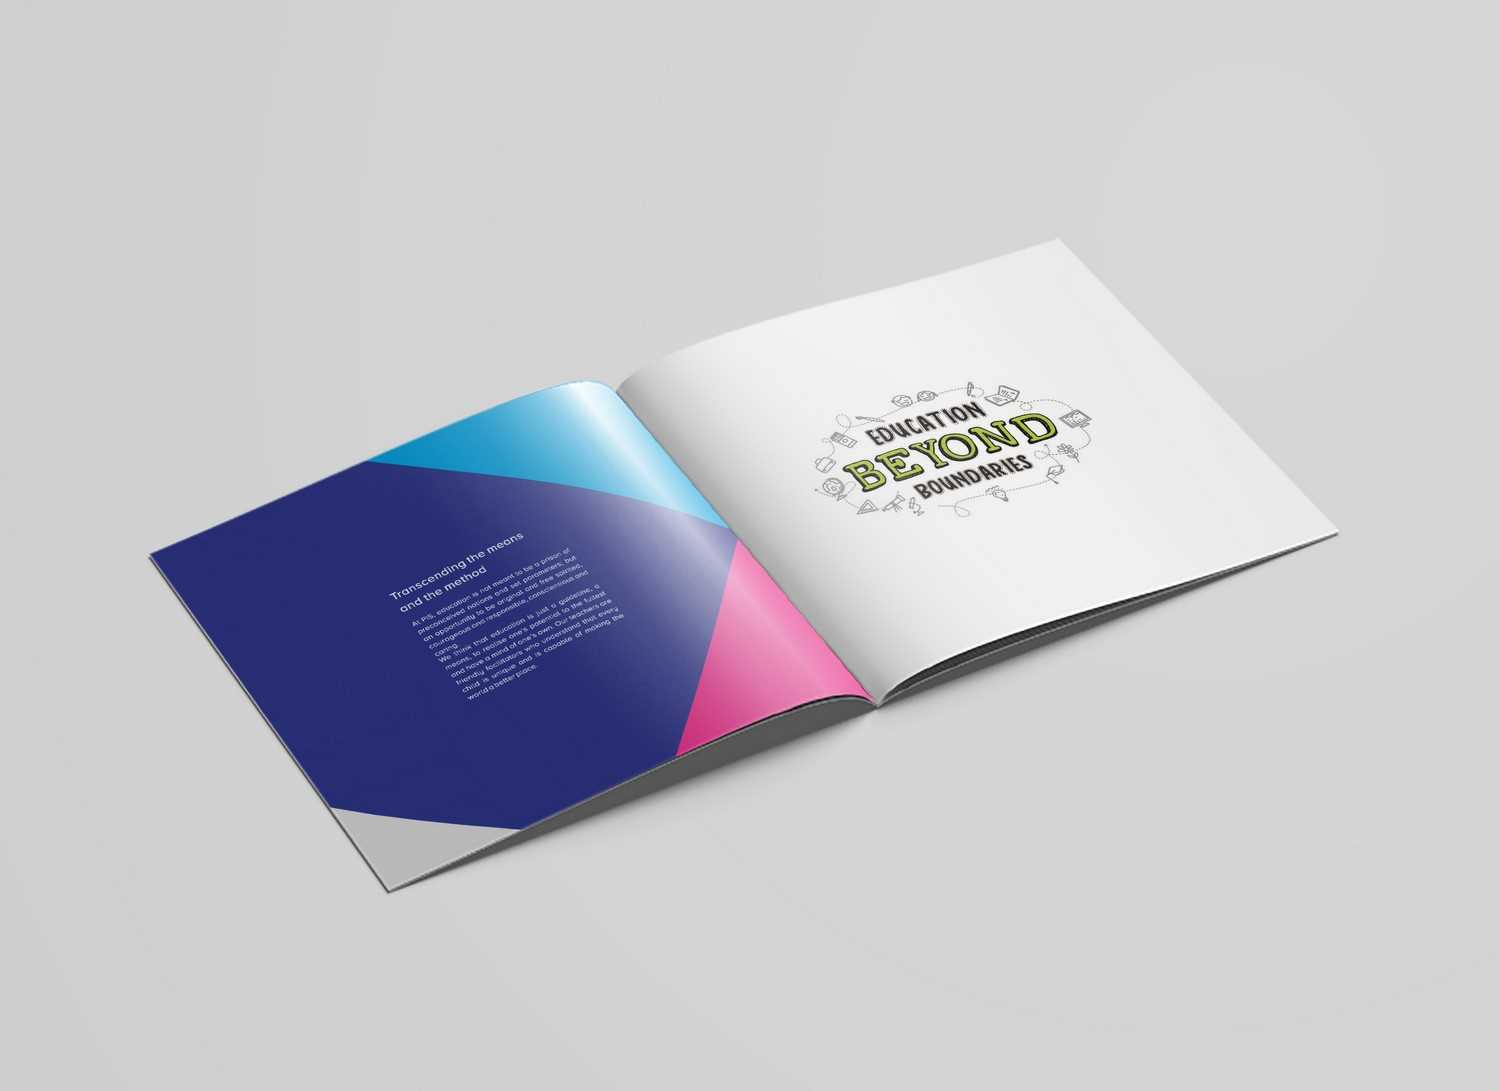 Transcending the means
and the method
At PIS, education is not meant to be a prison of
preconceived notions and set parameters, but
an opportunity to be original and free spirited,
courageous and responsible, conscientious and
caring.
We think that education is just a guideline, a
means, to realise one's potential to the fullest
and have a mind of one's own. Our teachers are
friendly facilitators who understand that every
child is unique and is capable of making the
world a better place.
EDUCATION
BEYOND
BOUNDARIES